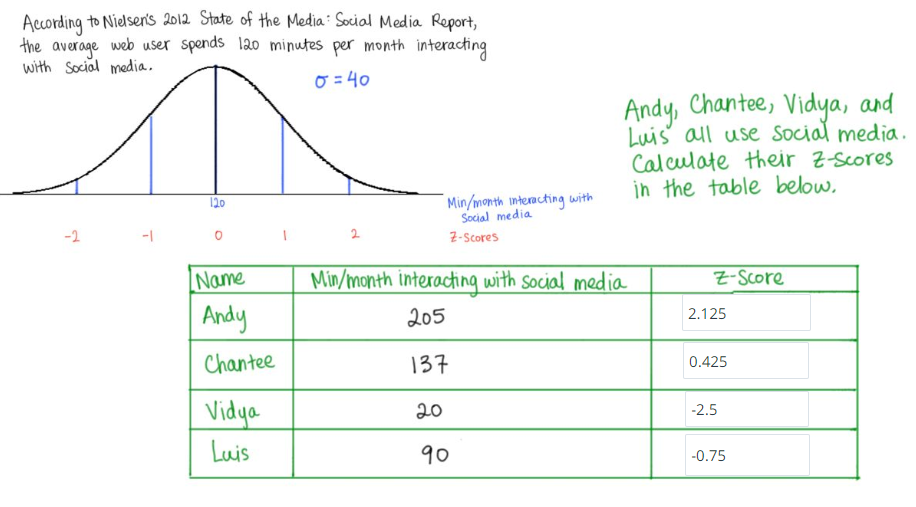 According to Nielsen's 2012 State of the Media: Social Media Report,
the average web user spends 120 minutes per month interacting
with Social media.
σ = 40
Andy, Chantee, Vidya, and
Luis all use Social media.
Calculate their Z-Scores
in the table below.
120
Min/month interacting with
Social media
-2 -1 0 1 2 Z-Scores
Name Min/month interacting with social media Z-Score
Andy 205 2.125
Chantee 137 0.425
Vidya 20 -2.5
Luis 90 -0.75